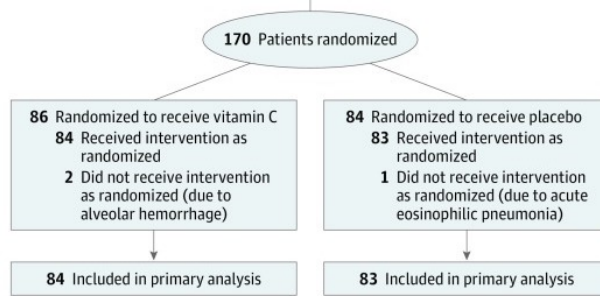 170 Patients randomized
86 Randomized to receive vitamin C
84 Received intervention as
randomized
2 Did not receive intervention
as randomized (due to
alveolar hemorrhage)
84 Randomized to receive placebo
83 Received intervention as
randomized
1 Did not receive intervention
as randomized (due to acute
eosinophilic pneumonia)
84 Included in primary analysis
83 Included in primary analysis